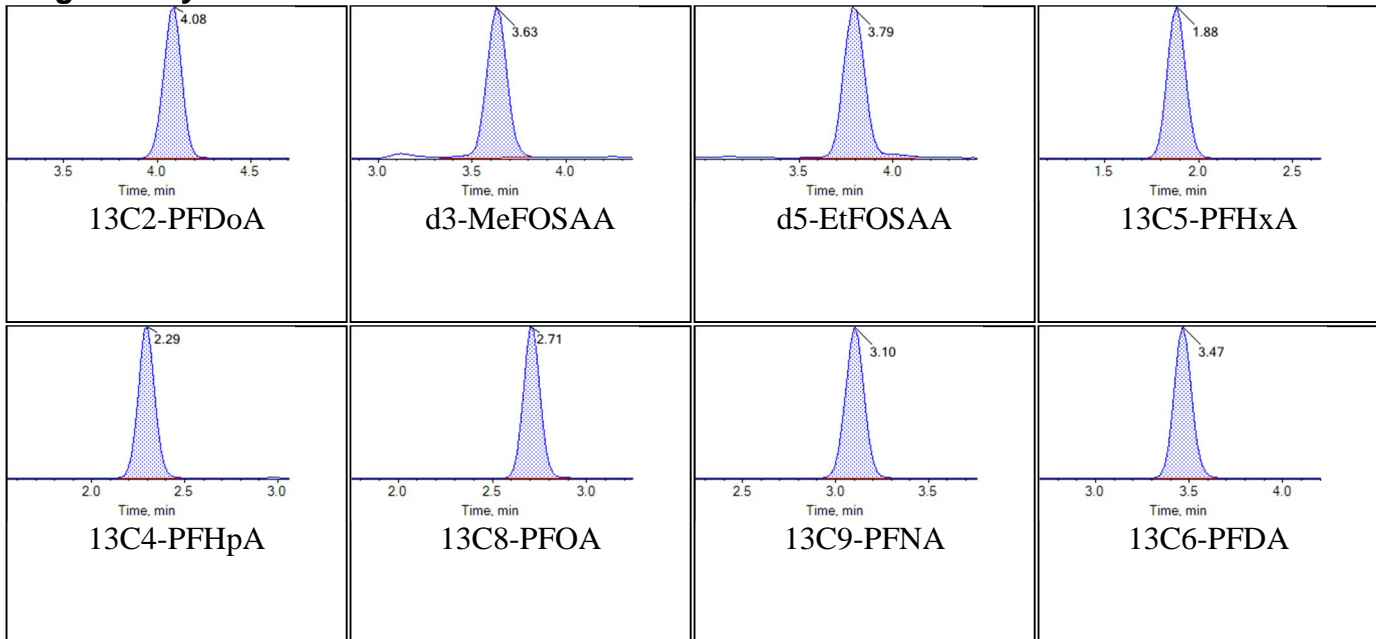 4.08
3.5 4.0 4.5
Time, min
13C2-PFDoA
3.63
3.0 3.5 4.0
Time, min
d3-MeFOSAA
3.79
3.5 4.0
Time, min
d5-EtFOSAA
1.88
1.5 2.0 2.5
Time, min
13C5-PFHxA
2.29
2.0 2.5 3.0
Time, min
13C4-PFHpA
2.71
2.0 2.5 3.0
Time, min
13C8-PFOA
3.10
2.5 3.0 3.5
Time, min
13C9-PFNA
3.47
3.0 3.5 4.0
Time, min
13C6-PFDA